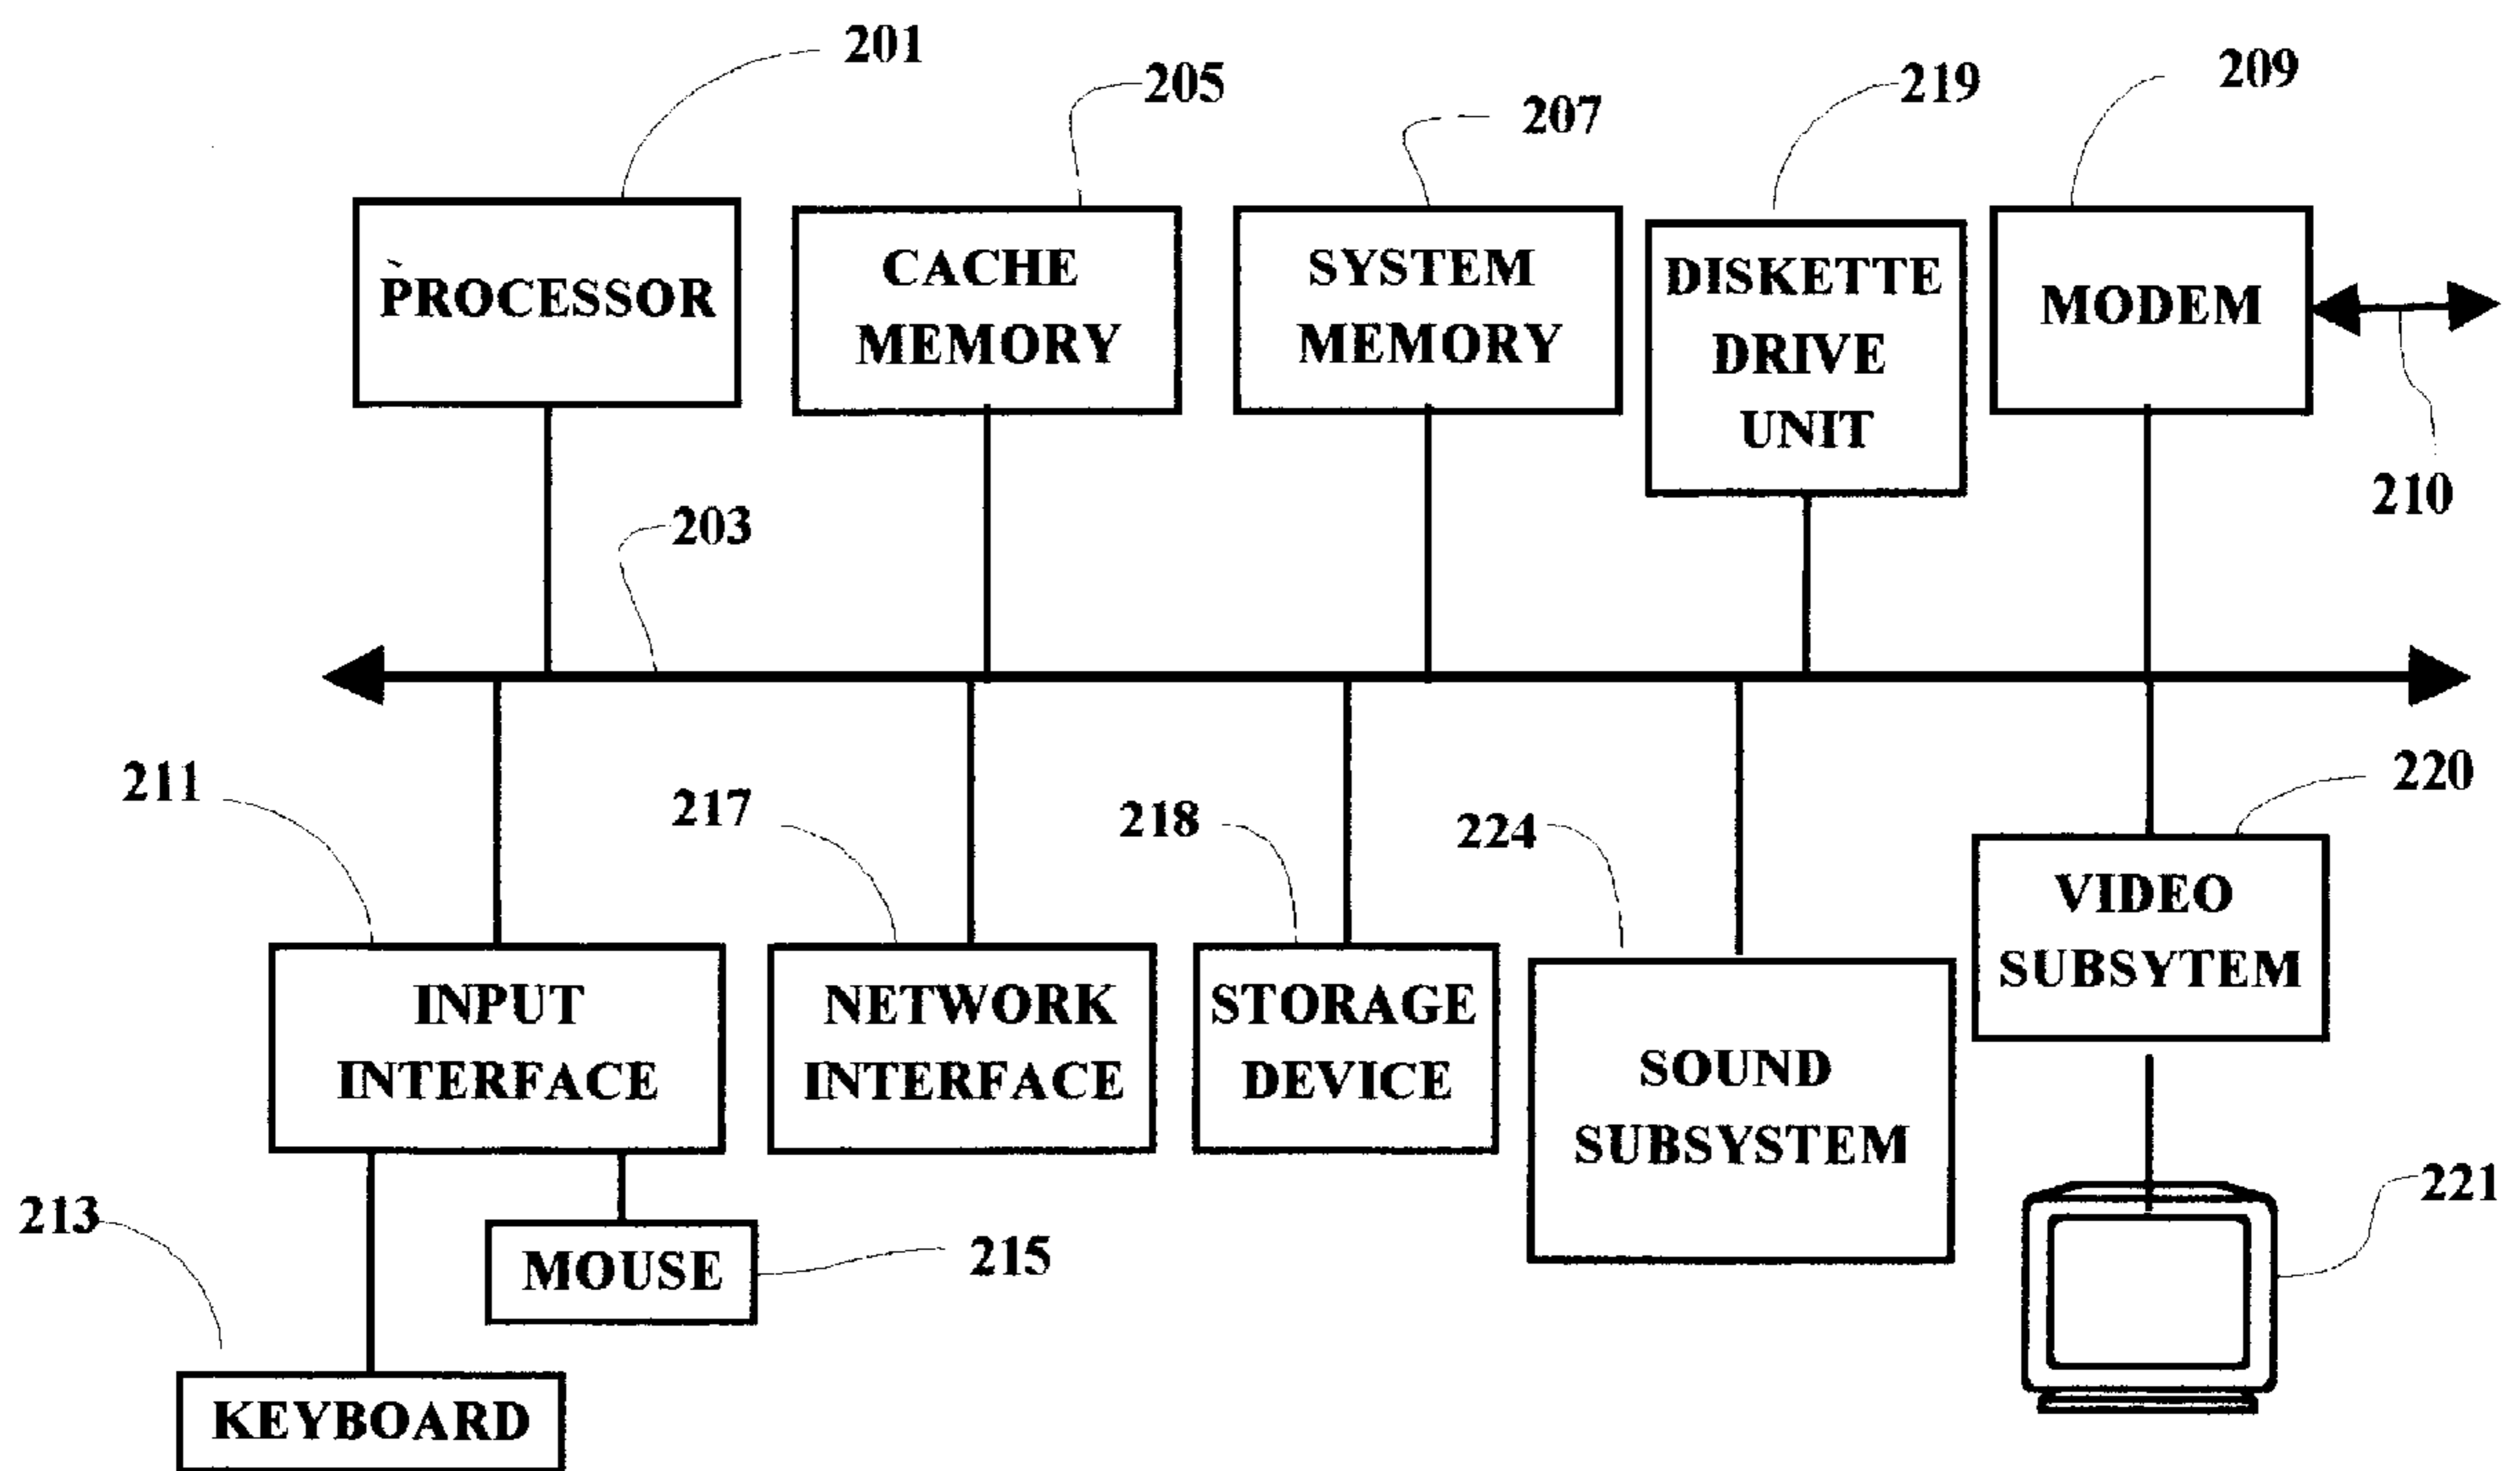 201
205
219
209
207
PROCESSOR
CACHE
MEMORY
SYSTEM
MEMORY
DISKETTE
DRIVE
UNIT
MODEM
210
203
211
217
218
224
220
VIDEO
SUBSYTEM
INPUT
INTERFACE
NETWORK
INTERFACE
STORAGE
DEVICE
SOUND
SUBSYSTEM
213
MOUSE
215
221
KEYBOARD